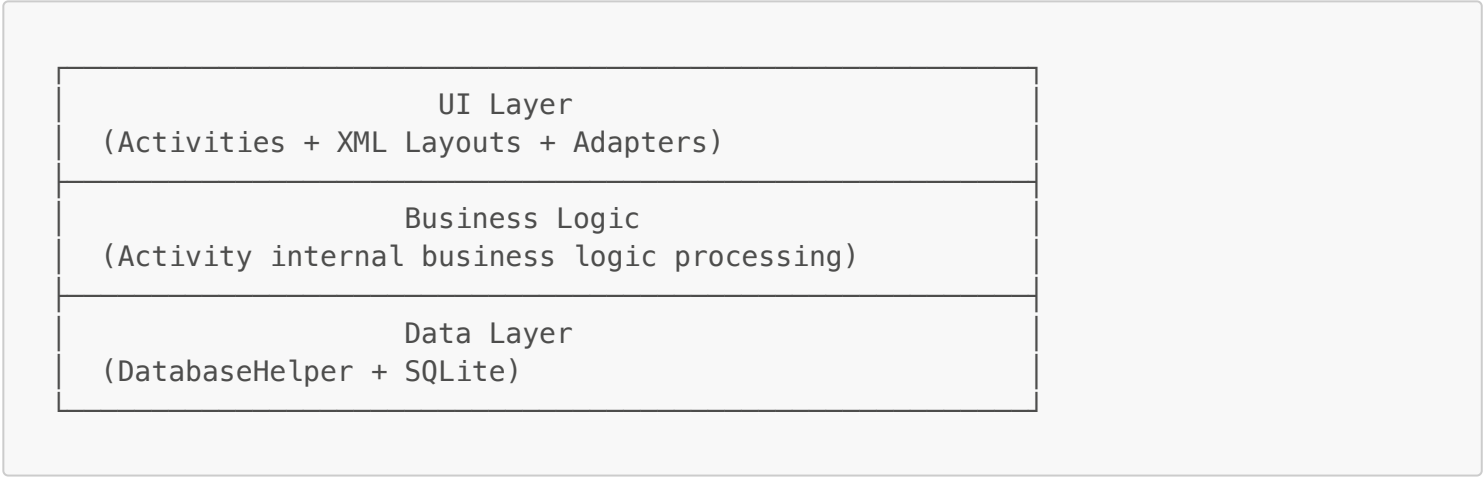 UI Layer
(Activities + XML Layouts + Adapters)
Business Logic
(Activity internal business logic processing)
Data Layer
(DatabaseHelper + SQLite)